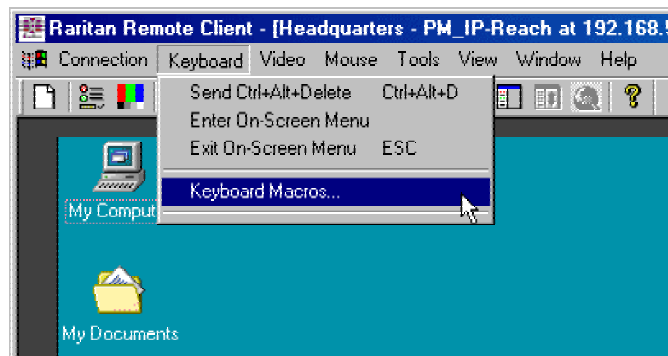 Raritan Remote Client - [Headquarters - PM_IP-Reach at 192.168.
Connection Keyboard Video Mouse Tools View Window Help
Send Ctrl+Alt+Delete Ctrl+Alt+D
Enter On-Screen Menu
Exit On-Screen Menu ESC
Keyboard Macros...
My Comput
My Documents